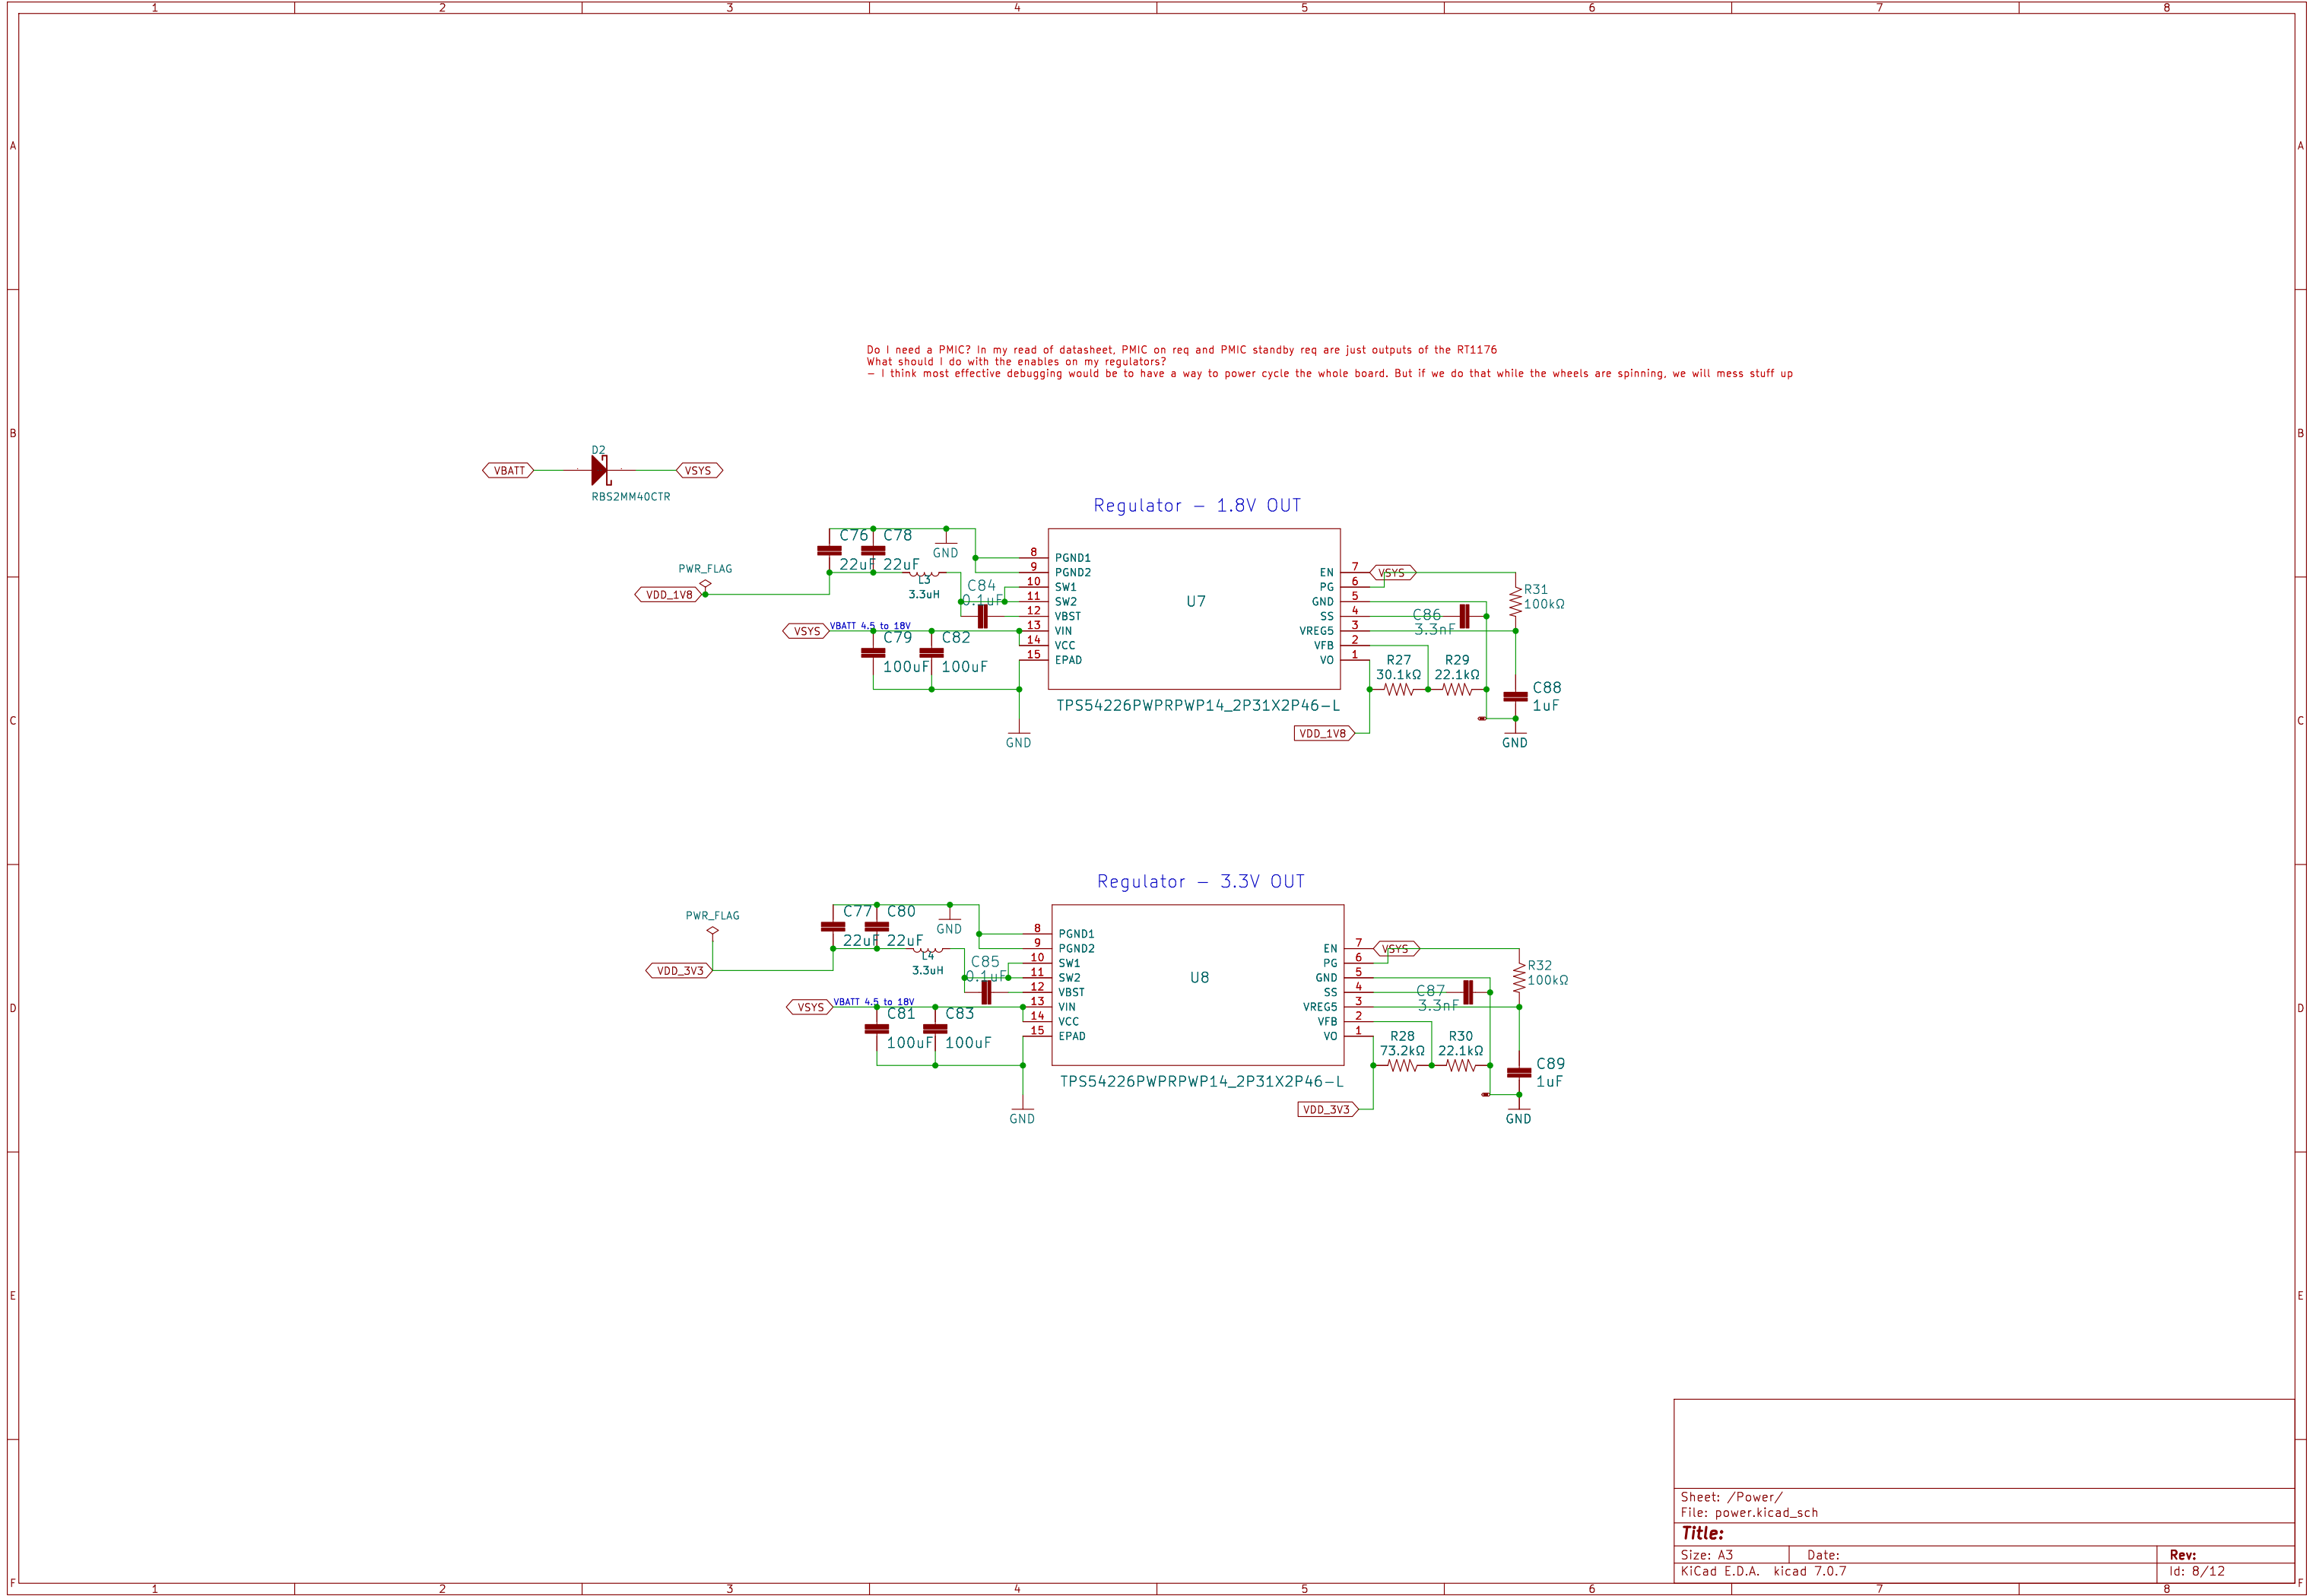 1 2 3 4 5 6 7 8
A A
B B
C C
D D
E E
F F
Do I need a PMIC? In my read of datasheet, PMIC on req and PMIC standby req are just outputs of the RT1176
What should I do with the enables on my regulators?
- I think most effective debugging would be to have a way to power cycle the whole board. But if we do that while the wheels are spinning, we will mess stuff up
D2
VBATT
VSYS
RBS2MM40CTR
Regulator - 1.8V OUT
C76
22uF
C78
22uF
GND
PWR_FLAG
VDD_1V8
L3
3.3uH
C84
0.1uF
VSYS
VBATT 4.5 to 18V
C79
100uF
C82
100uF
GND
8 PGND1
9 PGND2
10 SW1
11 SW2
12 VBST
13 VIN
14 VCC
15 EPAD
U7
EN 7
PG 6
GND 5
SS 4
VREG5 3
VFB 2
VO 1
TPS54226PWPRPWP14_2P31X2P46-L
VSYS
R31
100kΩ
C86
3.3nF
R27
30.1kΩ
R29
22.1kΩ
C88
1uF
VDD_1V8
GND
Regulator - 3.3V OUT
C77
22uF
C80
22uF
GND
PWR_FLAG
VDD_3V3
L4
3.3uH
C85
0.1uF
VSYS
VBATT 4.5 to 18V
C81
100uF
C83
100uF
GND
8 PGND1
9 PGND2
10 SW1
11 SW2
12 VBST
13 VIN
14 VCC
15 EPAD
U8
EN 7
PG 6
GND 5
SS 4
VREG5 3
VFB 2
VO 1
TPS54226PWPRPWP14_2P31X2P46-L
VSYS
R32
100kΩ
C87
3.3nF
R28
73.2kΩ
R30
22.1kΩ
C89
1uF
VDD_3V3
GND
Sheet: /Power/
File: power.kicad_sch
Title:
Size: A3 Date: Rev:
KiCad E.D.A. kicad 7.0.7 Id: 8/12
1 2 3 4 5 6 7 8